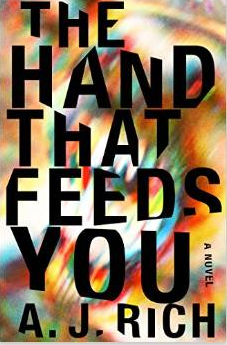 THE
HAND
THAT
FEEDS
YOU
A NOVEL
A. J. RICH